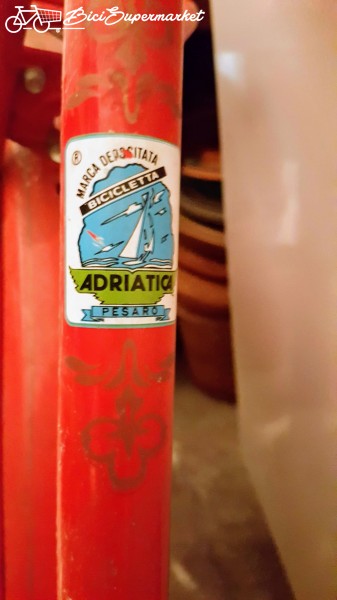 BiciSupermarket
®
MARCA DEPOSITATA
BICICLETTA
ADRIATICA
PESARO